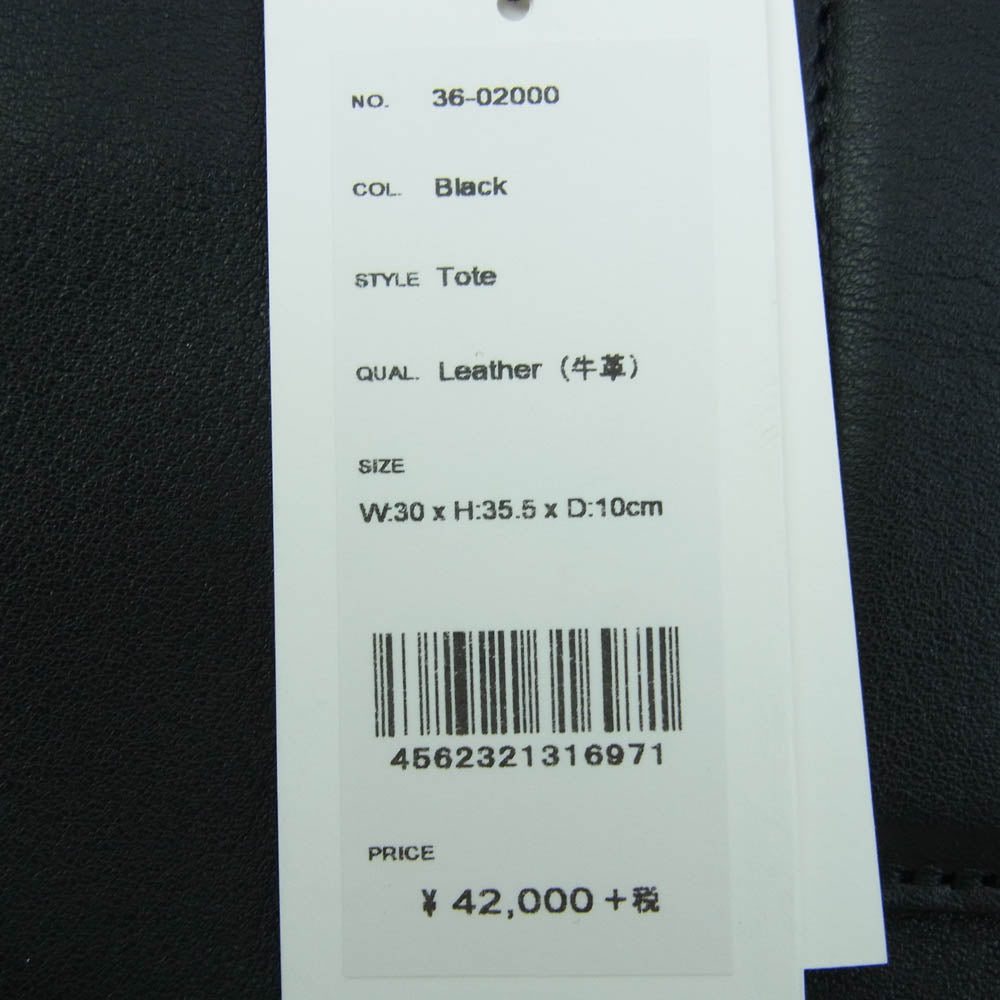 NO. 36-02000
COL. Black
STYLE Tote
QUAL. Leather (牛革)
SIZE
W:30 x H:35.5 x D:10cm
4562321316971
PRICE
¥ 42,000 +税